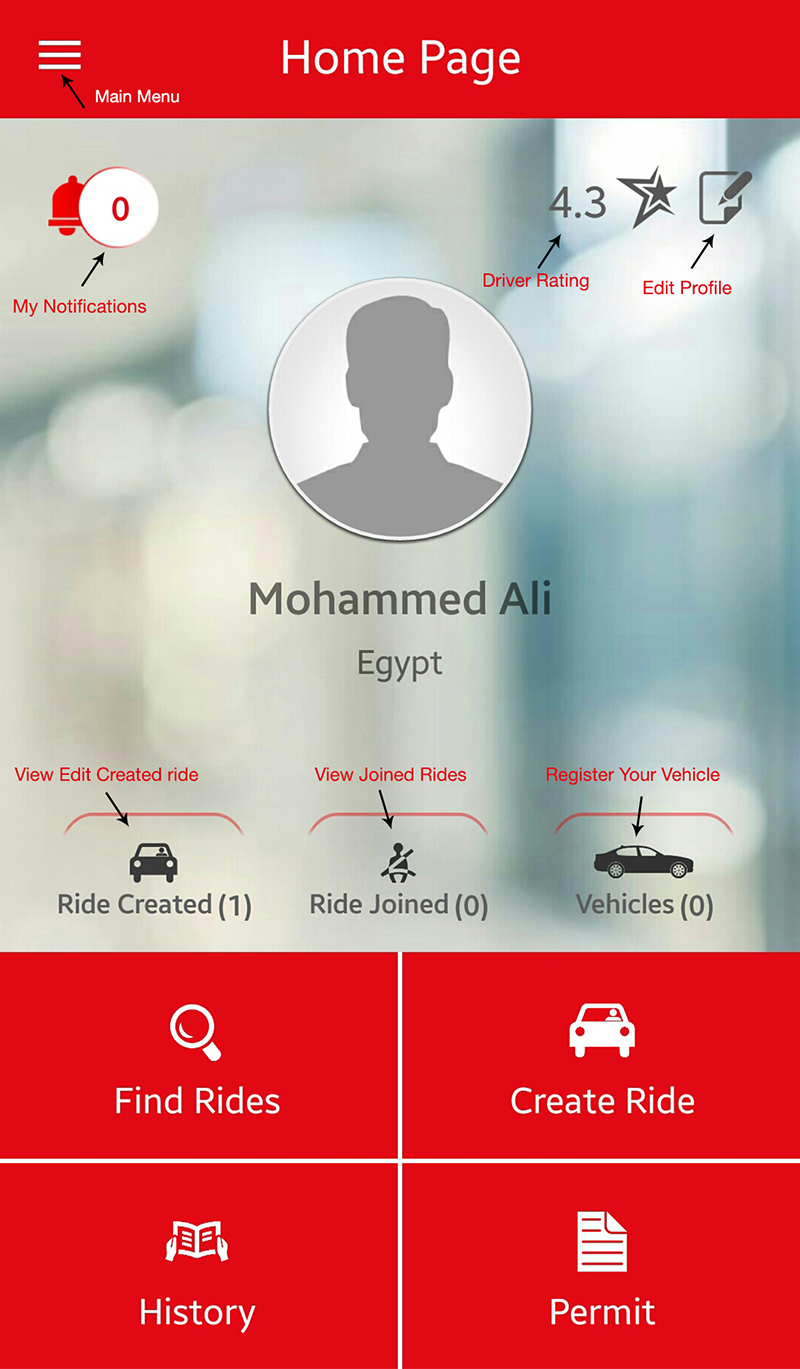 Home Page
Main Menu
0
4.3
My Notifications
Driver Rating
Edit Profile
Mohammed Ali
Egypt
View Edit Created ride
View Joined Rides
Register Your Vehicle
Ride Created (1)
Ride Joined (0)
Vehicles (0)
Find Rides
Create Ride
History
Permit